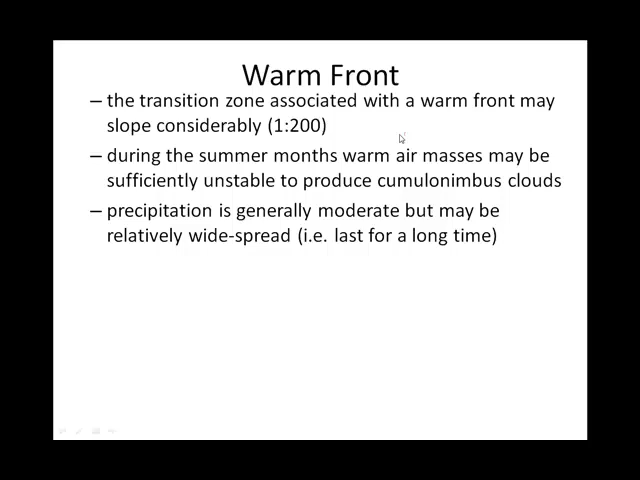 Warm Front
– the transition zone associated with a warm front may
slope considerably (1:200)
– during the summer months warm air masses may be
sufficiently unstable to produce cumulonimbus clouds
– precipitation is generally moderate but may be
relatively wide-spread (i.e. last for a long time)